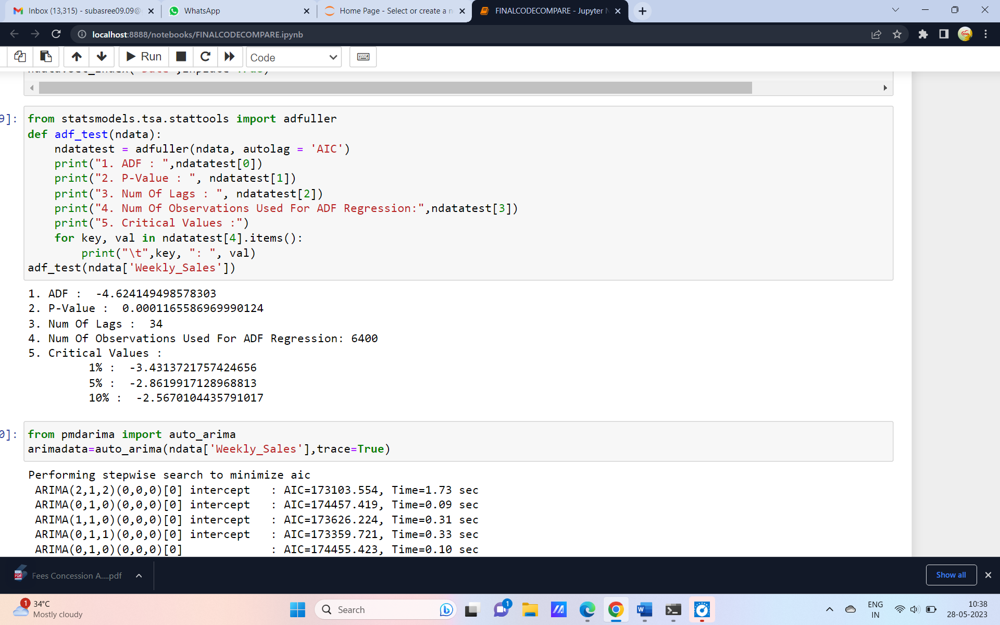 Inbox (13,315) - subasree09.09@
WhatsApp
Home Page - Select or create a n
FINALCODECOMPARE - Jupyter N
localhost:8888/notebooks/FINALCODECOMPARE.ipynb
Run
Code
9]:
from statsmodels.tsa.stattools import adfuller
def adf_test(ndata):
    ndatatest = adfuller(ndata, autolag = 'AIC')
    print("1. ADF : ",ndatatest[0])
    print("2. P-Value : ", ndatatest[1])
    print("3. Num Of Lags : ", ndatatest[2])
    print("4. Num Of Observations Used For ADF Regression:",ndatatest[3])
    print("5. Critical Values :")
    for key, val in ndatatest[4].items():
        print("\t",key, ": ", val)
adf_test(ndata['Weekly_Sales'])
1. ADF :  -4.624149498578303
2. P-Value :  0.0001165586969990124
3. Num Of Lags :  34
4. Num Of Observations Used For ADF Regression: 6400
5. Critical Values :
1% :  -3.4313721757424656
5% :  -2.8619917128968813
10% :  -2.5670104435791017
0]:
from pmdarima import auto_arima
arimadata=auto_arima(ndata['Weekly_Sales'],trace=True)
Performing stepwise search to minimize aic
ARIMA(2,1,2)(0,0,0)[0] intercept   : AIC=173103.554, Time=1.73 sec
ARIMA(0,1,0)(0,0,0)[0] intercept   : AIC=174457.419, Time=0.09 sec
ARIMA(1,1,0)(0,0,0)[0] intercept   : AIC=173626.224, Time=0.31 sec
ARIMA(0,1,1)(0,0,0)[0] intercept   : AIC=173359.721, Time=0.33 sec
ARIMA(0,1,0)(0,0,0)[0]             : AIC=174455.423, Time=0.10 sec
Fees Concession A....pdf
Show all
1
34°C
Mostly cloudy
Search
1
ENG
IN
10:38
28-05-2023